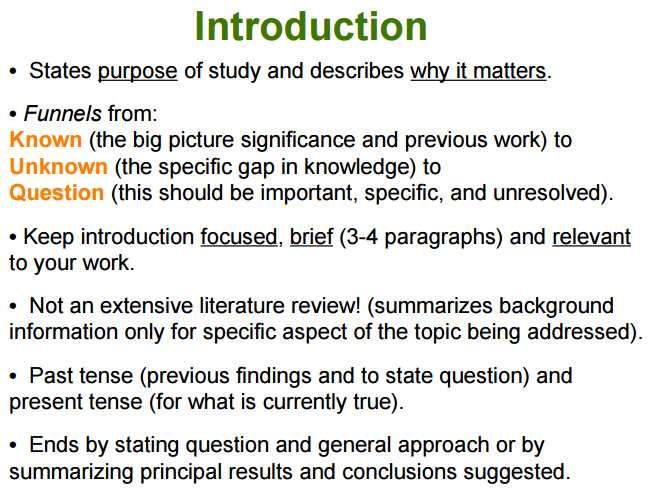 Introduction
• States purpose of study and describes why it matters.
• Funnels from:
Known (the big picture significance and previous work) to
Unknown (the specific gap in knowledge) to
Question (this should be important, specific, and unresolved).
• Keep introduction focused, brief (3-4 paragraphs) and relevant
to your work.
• Not an extensive literature review! (summarizes background
information only for specific aspect of the topic being addressed).
• Past tense (previous findings and to state question) and
present tense (for what is currently true).
• Ends by stating question and general approach or by
summarizing principal results and conclusions suggested.